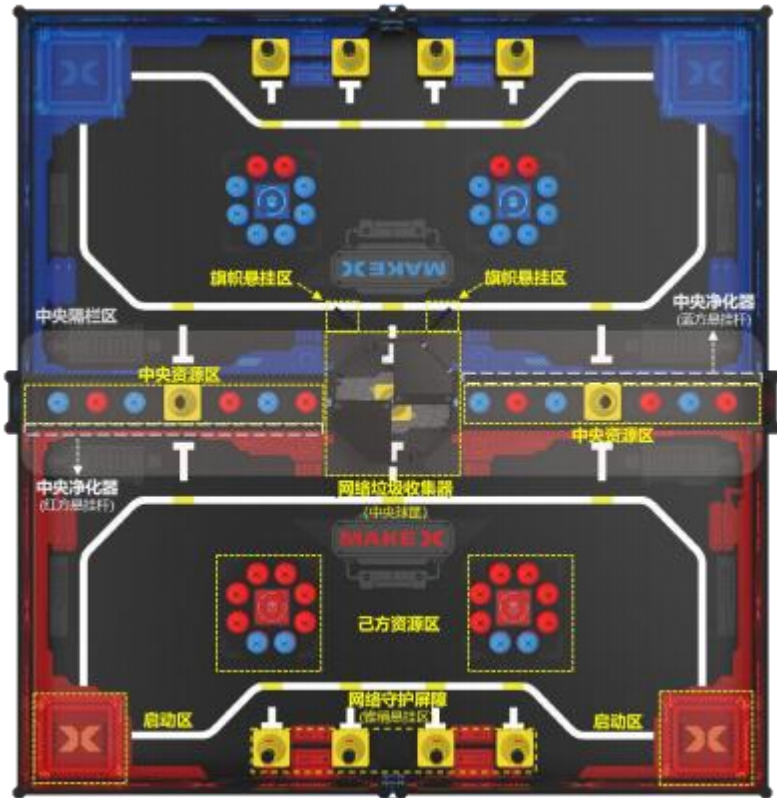 MAKEX
旗帜悬挂区
旗帜悬挂区
中央净化器
(蓝方悬挂杆)
中央隔栏区
中央资源区
中央资源区
网络垃圾收集器
(中央球筐)
中央净化器
(红方悬挂杆)
MAKEX
己方资源区
网络守护屏障
(锥桶悬挂区)
启动区
启动区